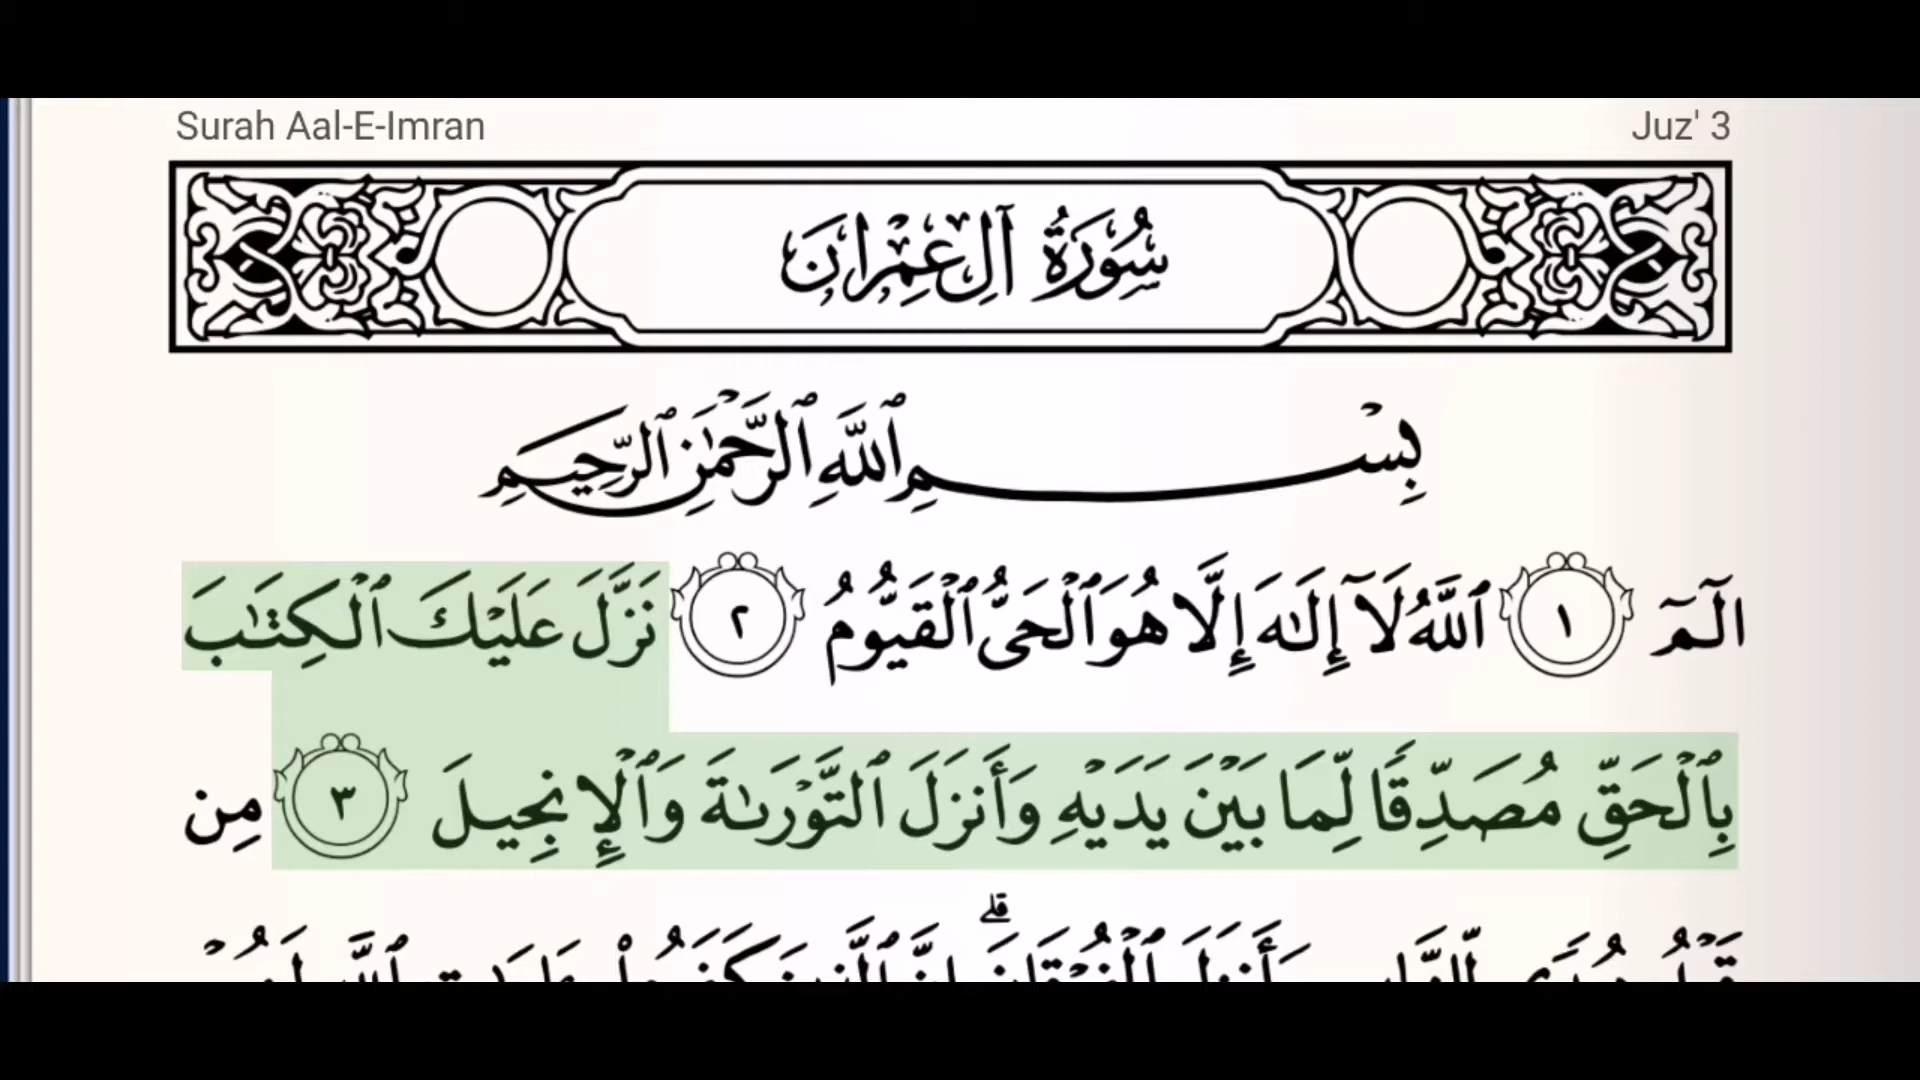 Surah Aal-E-Imran Juz' 3
سُورَةُ آلِ عِمْرَانَ
بِسْمِ ٱللَّهِ ٱلرَّحْمَٰنِ ٱلرَّحِيمِ
الٓمٓ ١ ٱللَّهُ لَآ إِلَٰهَ إِلَّا هُوَ ٱلْحَىُّ ٱلْقَيُّومُ ٢ نَزَّلَ عَلَيْكَ ٱلْكِتَٰبَ
بِٱلْحَقِّ مُصَدِّقًا لِّمَا بَيْنَ يَدَيْهِ وَأَنزَلَ ٱلتَّوْرَىٰةَ وَٱلْإِنجِيلَ ٣ مِن